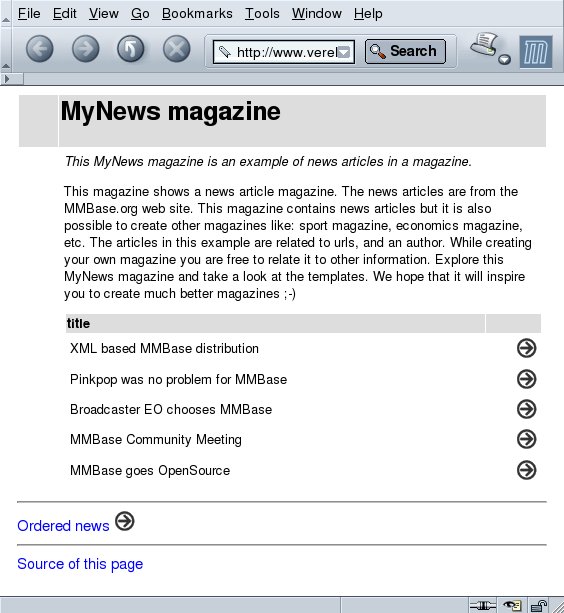 File Edit View Go Bookmarks Tools Window Help
http://www.verel Search
MyNews magazine
This MyNews magazine is an example of news articles in a magazine.
This magazine shows a news article magazine. The news articles are from the
MMBase.org web site. This magazine contains news articles but it is also
possible to create other magazines like: sport magazine, economics magazine,
etc. The articles in this example are related to urls, and an author. While creating
your own magazine you are free to relate it to other information. Explore this
MyNews magazine and take a look at the templates. We hope that it will inspire
you to create much better magazines ;-)
title
XML based MMBase distribution
Pinkpop was no problem for MMBase
Broadcaster EO chooses MMBase
MMBase Community Meeting
MMBase goes OpenSource
Ordered news
Source of this page